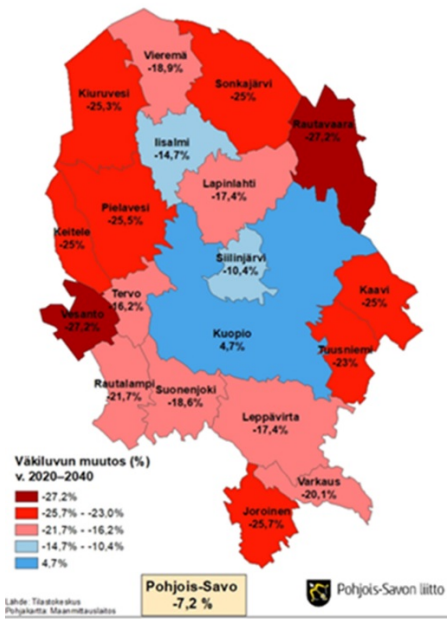 Vieremä
-18,9%
Sonkajärvi
-25%
Kiuruvesi
-25,3%
Rautavaara
-27,2%
Iisalmi
-14,7%
Lapinlahti
-17,4%
Pielavesi
-25,5%
Keitele
-25%
Siilinjärvi
-10,4%
Kaavi
-25%
Tervo
-16,2%
Vesanto
-27,2%
Kuopio
4,7%
Tuusniemi
-23%
Rautalampi
-21,7%
Suonenjoki
-18,6%
Leppävirta
-17,4%
Varkaus
-20,1%
Joroinen
-25,7%
Väkiluvun muutos (%)
v. 2020–2040
-27,2%
-25,7% - -23,0%
-21,7% - -16,2%
-14,7% - -10,4%
4,7%
Pohjois-Savo
-7,2 %
Pohjois-Savon liitto
Lähde: Tilastokeskus
Pohjakartta: Maanmittauslaitos